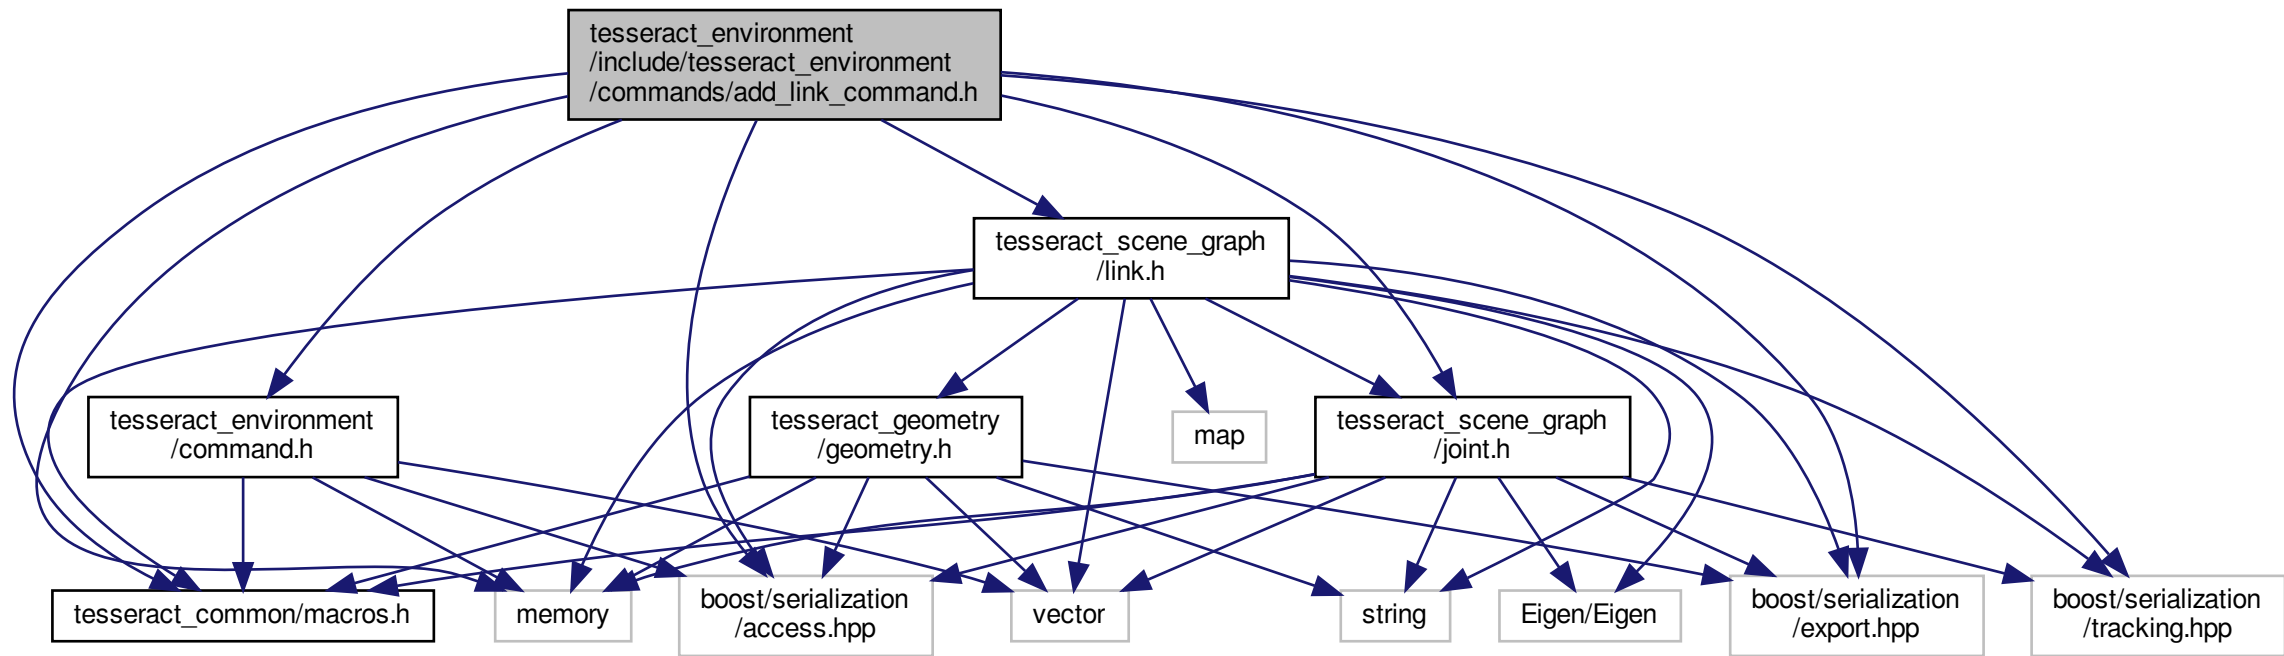 tesseract_environment
/include/tesseract_environment
/commands/add_link_command.h
tesseract_scene_graph
/link.h
tesseract_environment
/command.h
tesseract_geometry
/geometry.h
map
tesseract_scene_graph
/joint.h
tesseract_common/macros.h
memory
boost/serialization
/access.hpp
vector
string
Eigen/Eigen
boost/serialization
/export.hpp
boost/serialization
/tracking.hpp